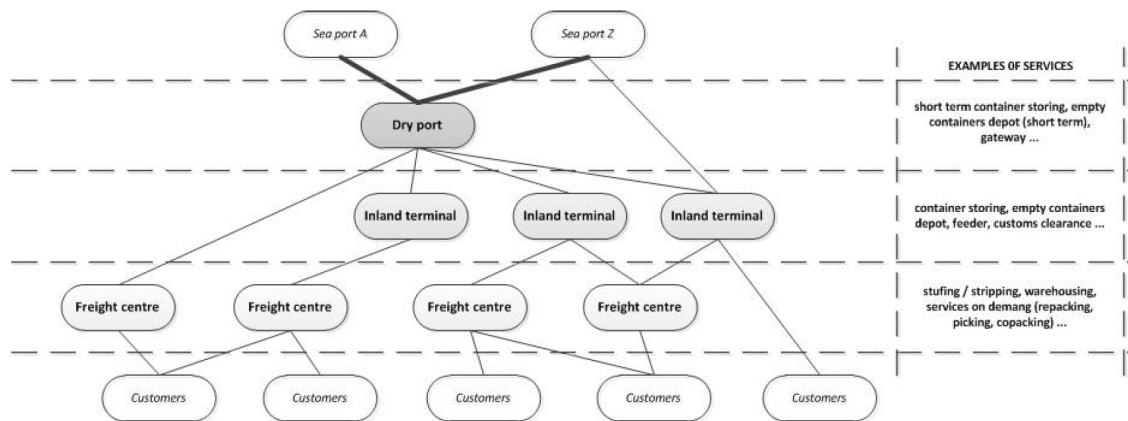 Sea port A
Sea port Z
EXAMPLES OF SERVICES
Dry port
short term container storing, empty
containers depot (short term),
gateway ...
Inland terminal
Inland terminal
Inland terminal
container storing, empty containers
depot, feeder, customs clearance ...
Freight centre
Freight centre
Freight centre
Freight centre
stufing / stripping, warehousing,
services on demang (repacking,
picking, copacking) ...
Customers
Customers
Customers
Customers
Customers